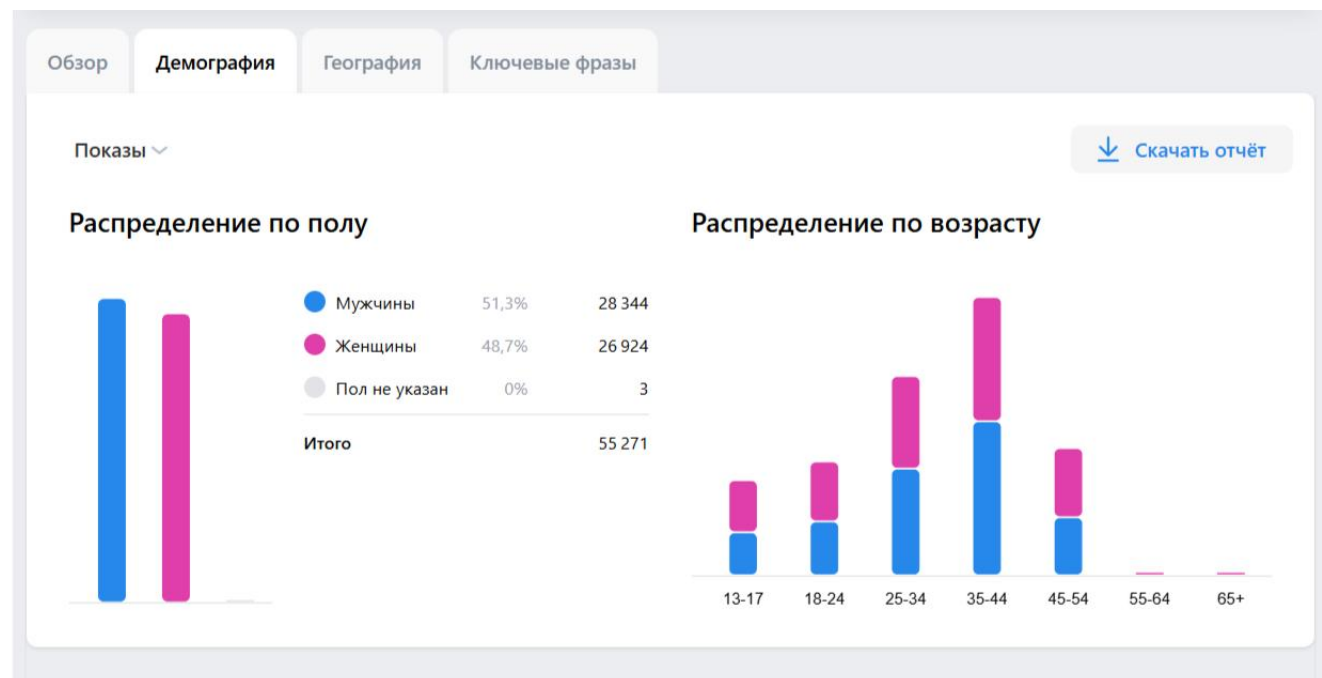 Обзор Демография География Ключевые фразы
Показы
Скачать отчёт
Распределение по полу
Мужчины 51,3% 28 344
Женщины 48,7% 26 924
Пол не указан 0% 3
Итого 55 271
Распределение по возрасту
13-17 18-24 25-34 35-44 45-54 55-64 65+